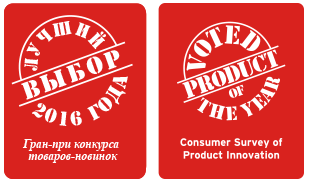 ЛУЧШИЙ
ВЫБОР
2016 ГОДА
Гран-при конкурса
товаров-новинок
VOTED
PRODUCT
OF
THE YEAR
Consumer Survey of
Product Innovation